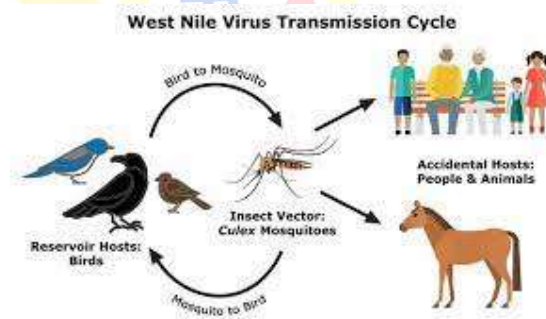 West Nile Virus Transmission Cycle
Bird to Mosquito
Accidental Hosts:
People & Animals
Insect Vector:
Culex Mosquitoes
Reservoir Hosts:
Birds
Mosquito to Bird